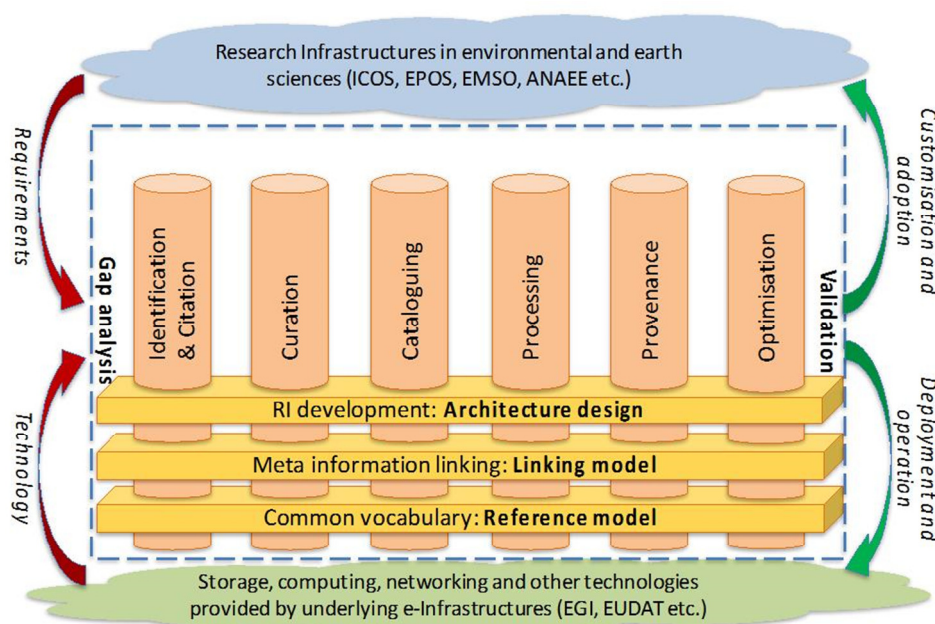 Research Infrastructures in environmental and earth
sciences (ICOS, EPOS, EMSO, ANAEE etc.)
Requirements
Customisation and
adoption
Gap analysis
Identification
& Citation
Curation
Cataloguing
Processing
Provenance
Optimisation
Validation
Technology
Deployment and
operation
RI development: Architecture design
Meta information linking: Linking model
Common vocabulary: Reference model
Storage, computing, networking and other technologies
provided by underlying e-Infrastructures (EGI, EUDAT etc.)